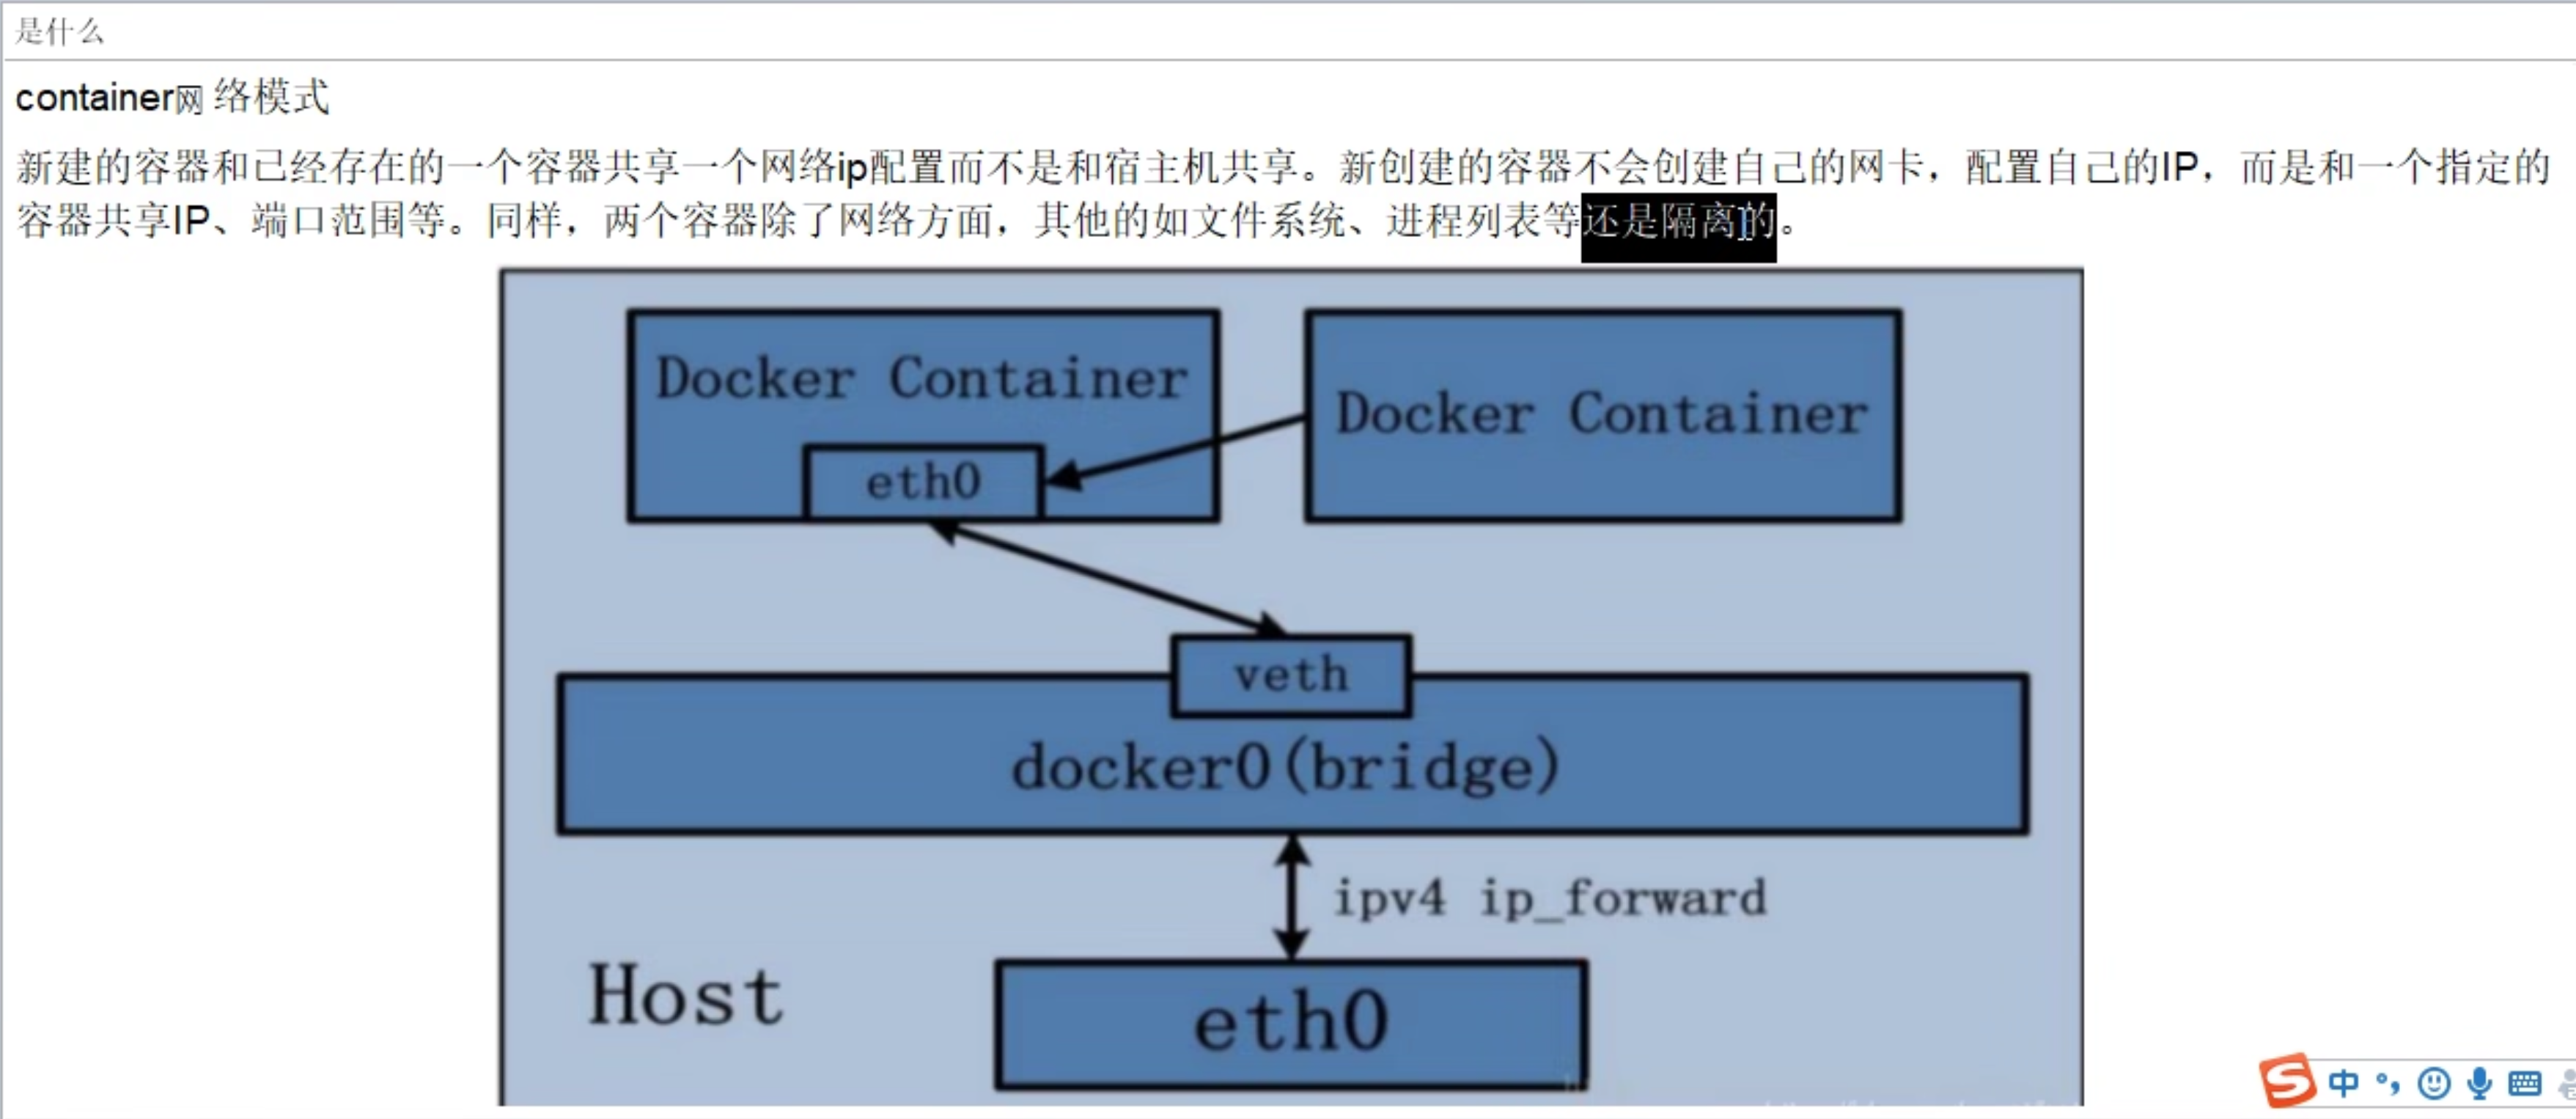 是什么
container网 络模式
新建的容器和已经存在的一个容器共享一个网络ip配置而不是和宿主机共享。新创建的容器不会创建自己的网卡，配置自己的IP，而是和一个指定的
容器共享IP、端口范围等。同样，两个容器除了网络方面，其他的如文件系统、进程列表等还是隔离的。
Docker Container
Docker Container
eth0
veth
docker0(bridge)
ipv4 ip_forward
Host
eth0
中